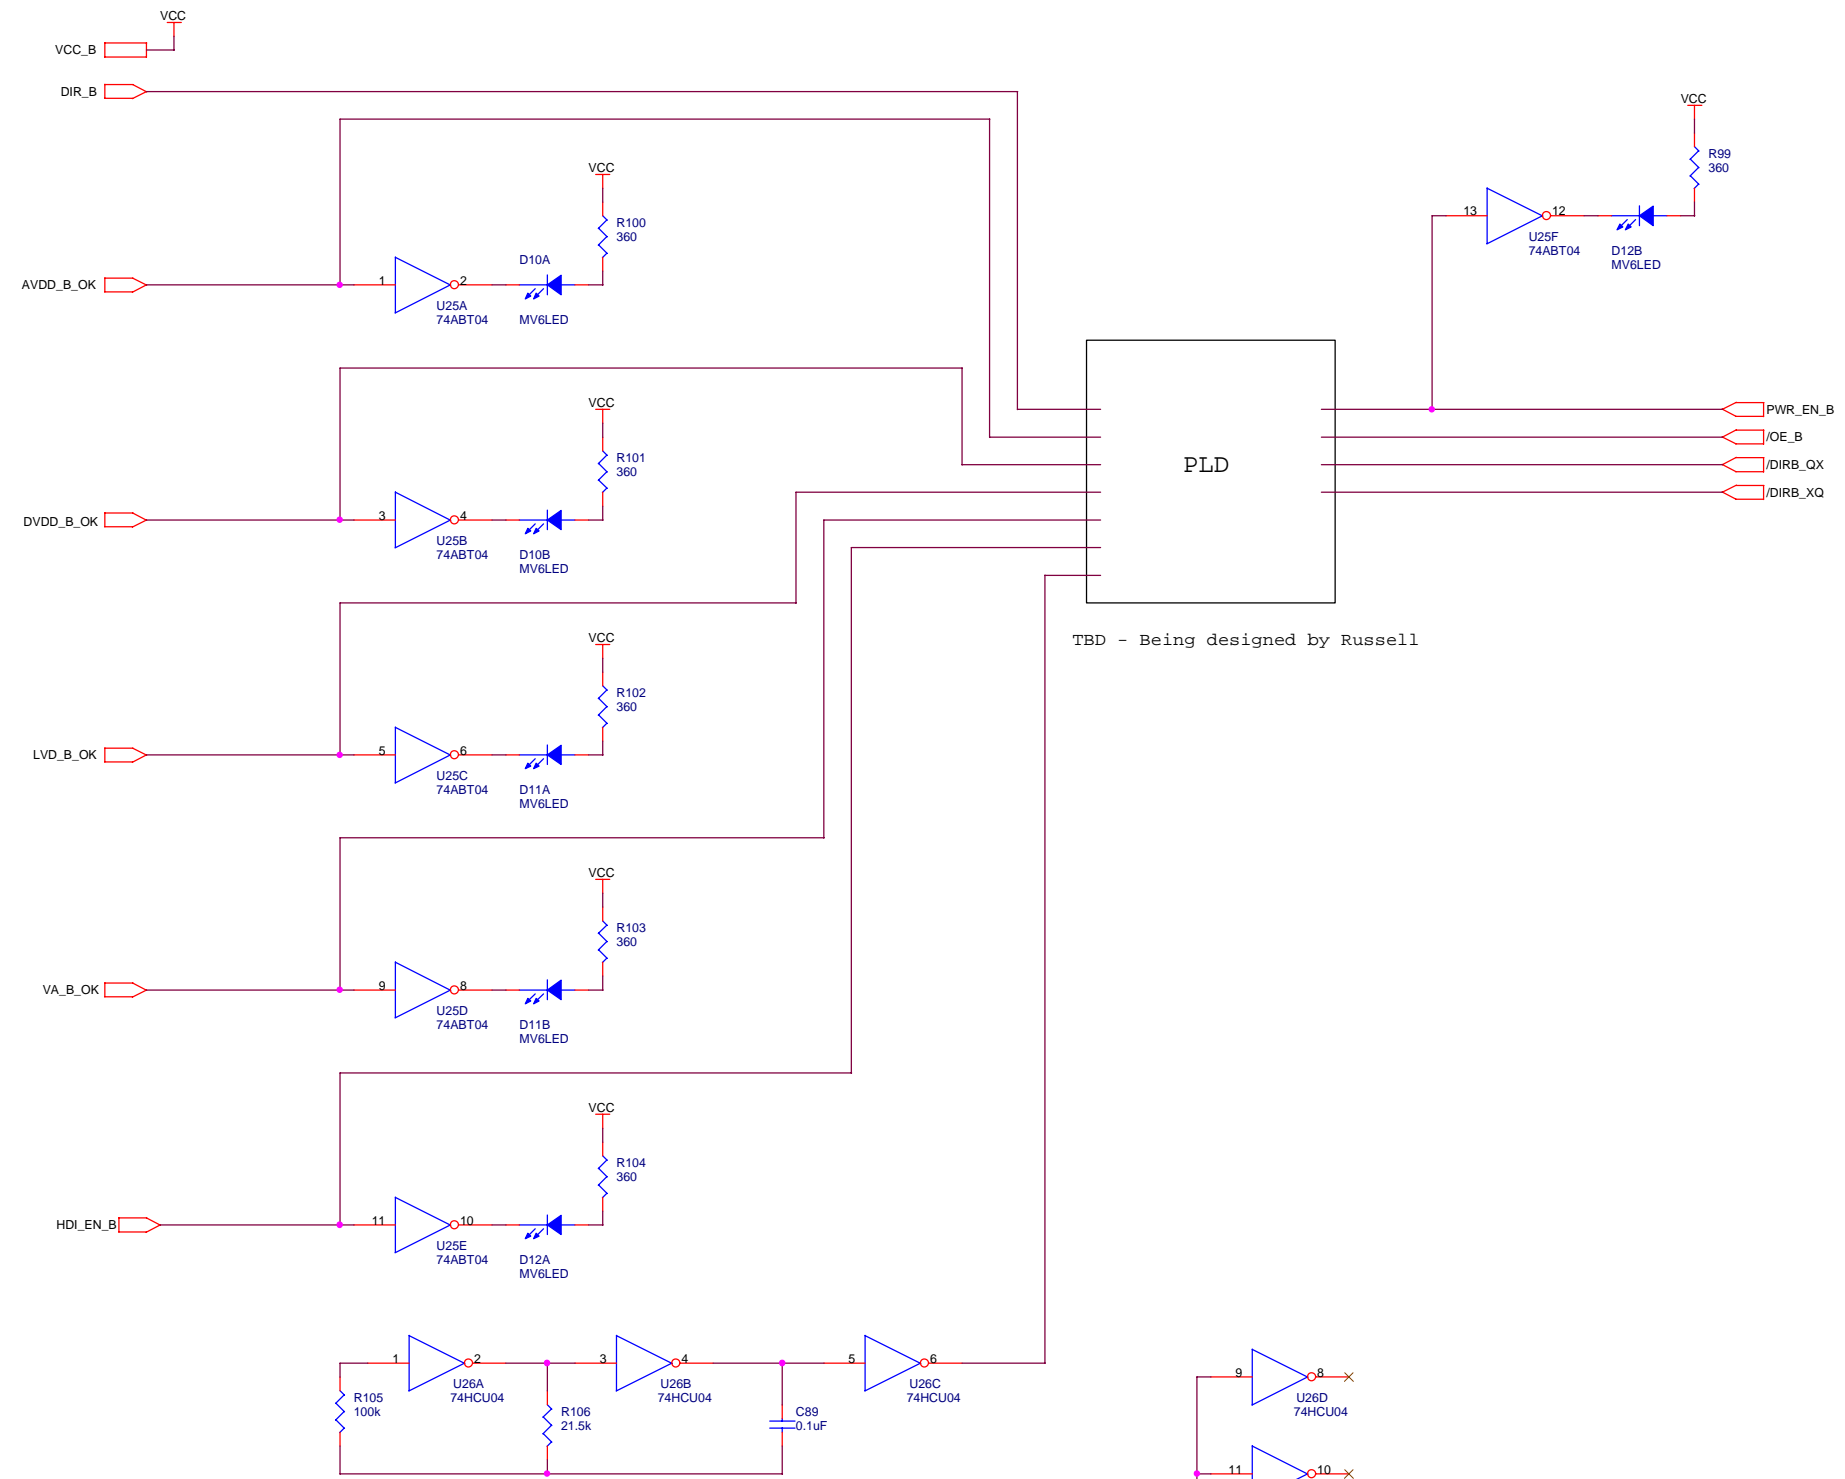 VCC
VCC_B
DIR_B
VCC
R99
360
13
12
U25F
74ABT04
D12B
MV6LED
VCC
R100
360
D10A
AVDD_B_OK
1
2
U25A
74ABT04
MV6LED
VCC
R101
360
DVDD_B_OK
3
4
U25B
74ABT04
D10B
MV6LED
PLD
PWR_EN_B
/OE_B
/DIRB_QX
/DIRB_XQ
TBD - Being designed by Russell
VCC
R102
360
LVD_B_OK
5
6
U25C
74ABT04
D11A
MV6LED
VCC
R103
360
VA_B_OK
9
8
U25D
74ABT04
D11B
MV6LED
VCC
R104
360
HDI_EN_B
11
10
U25E
74ABT04
D12A
MV6LED
1
2
U26A
74HCU04
3
4
U26B
74HCU04
5
6
U26C
74HCU04
R105
100k
R106
21.5k
C89
0.1uF
9
8
U26D
74HCU04
11
10